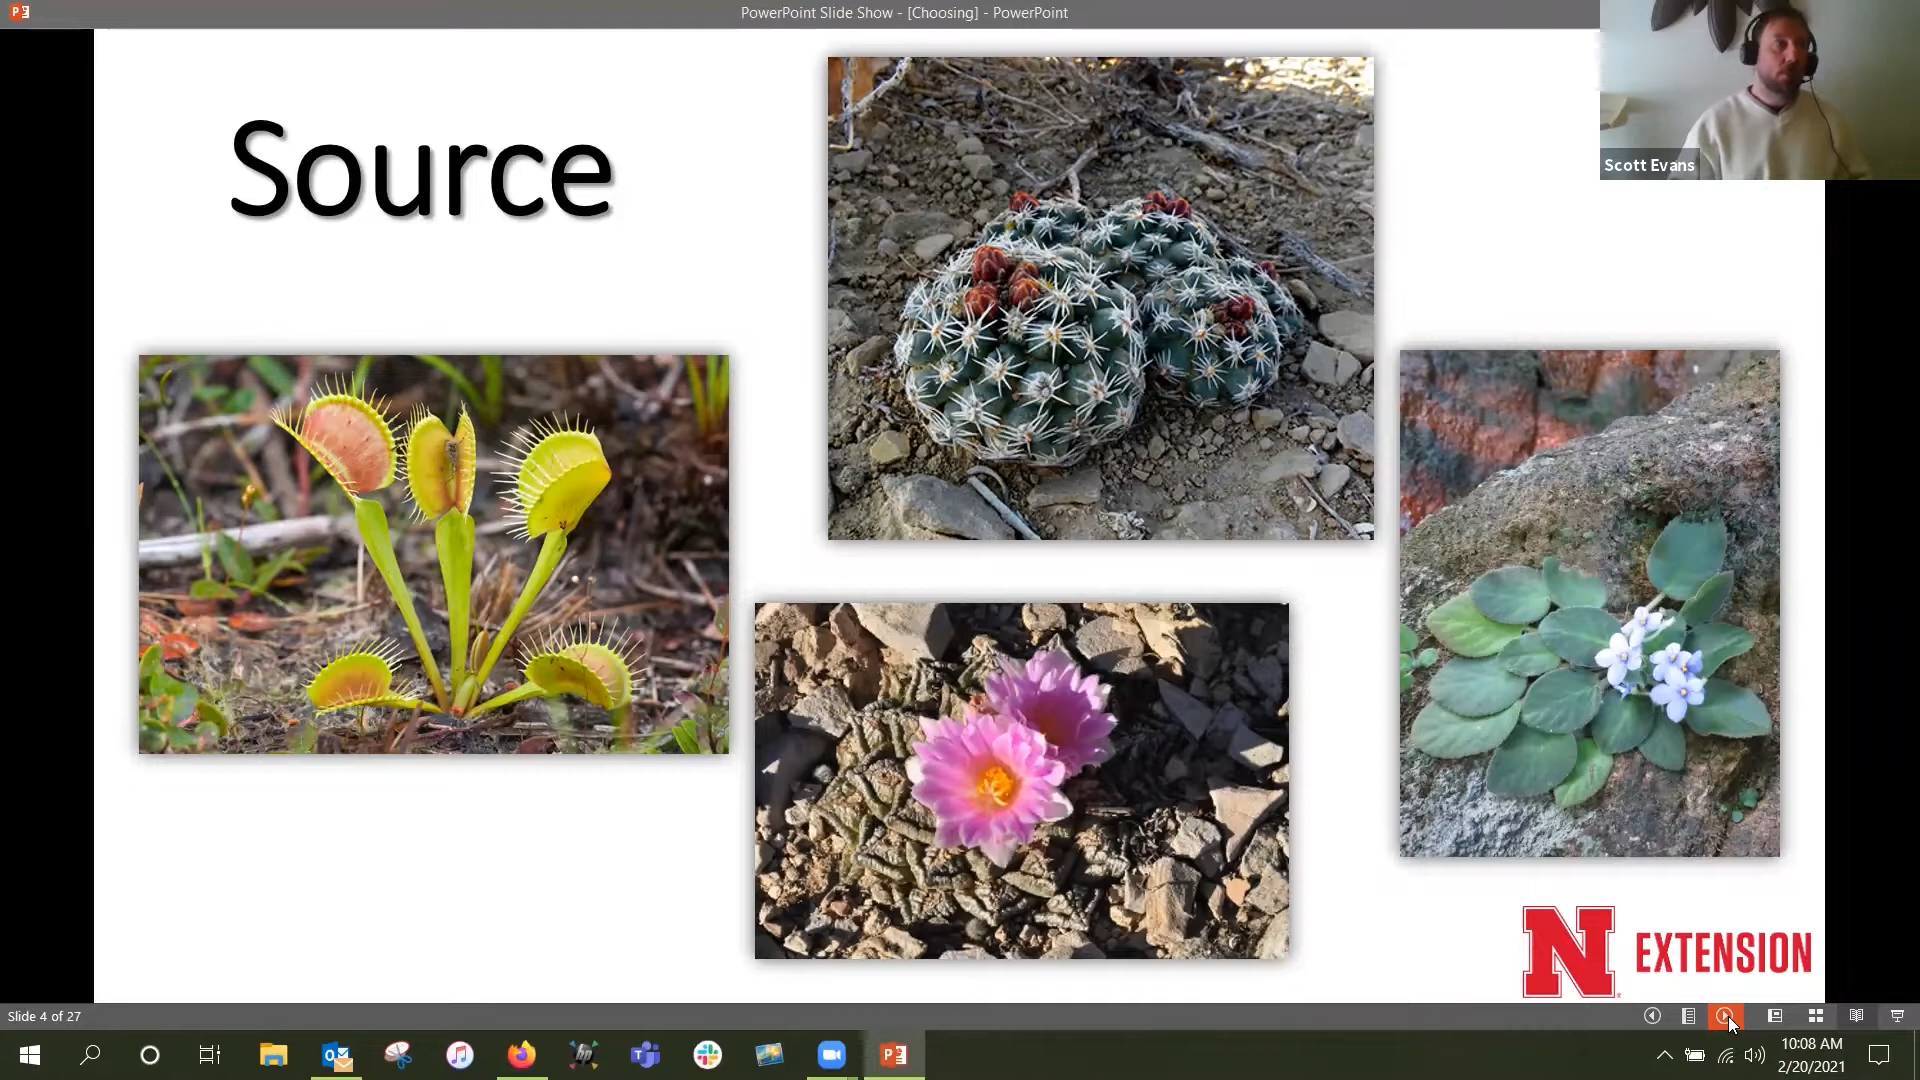 PowerPoint Slide Show - [Choosing] - PowerPoint
Scott Evans
Source
N EXTENSION
Slide 4 of 27
10:08 AM
2/20/2021